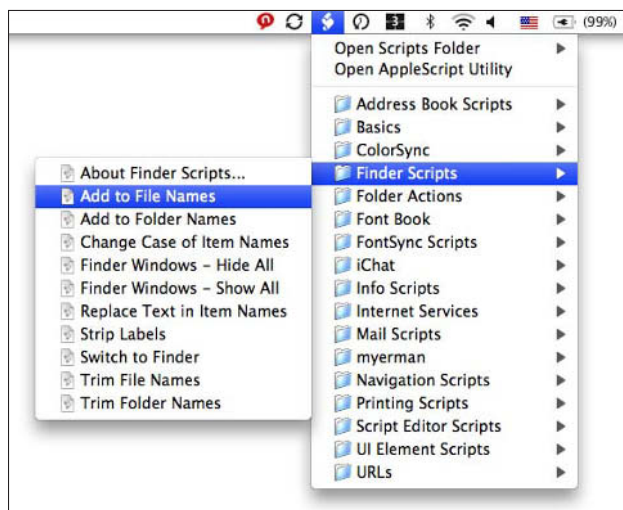 (99%)
Open Scripts Folder
Open AppleScript Utility
Address Book Scripts
Basics
ColorSync
Finder Scripts
Folder Actions
Font Book
FontSync Scripts
iChat
Info Scripts
Internet Services
Mail Scripts
myerman
Navigation Scripts
Printing Scripts
Script Editor Scripts
UI Element Scripts
URLs
About Finder Scripts...
Add to File Names
Add to Folder Names
Change Case of Item Names
Finder Windows – Hide All
Finder Windows – Show All
Replace Text in Item Names
Strip Labels
Switch to Finder
Trim File Names
Trim Folder Names